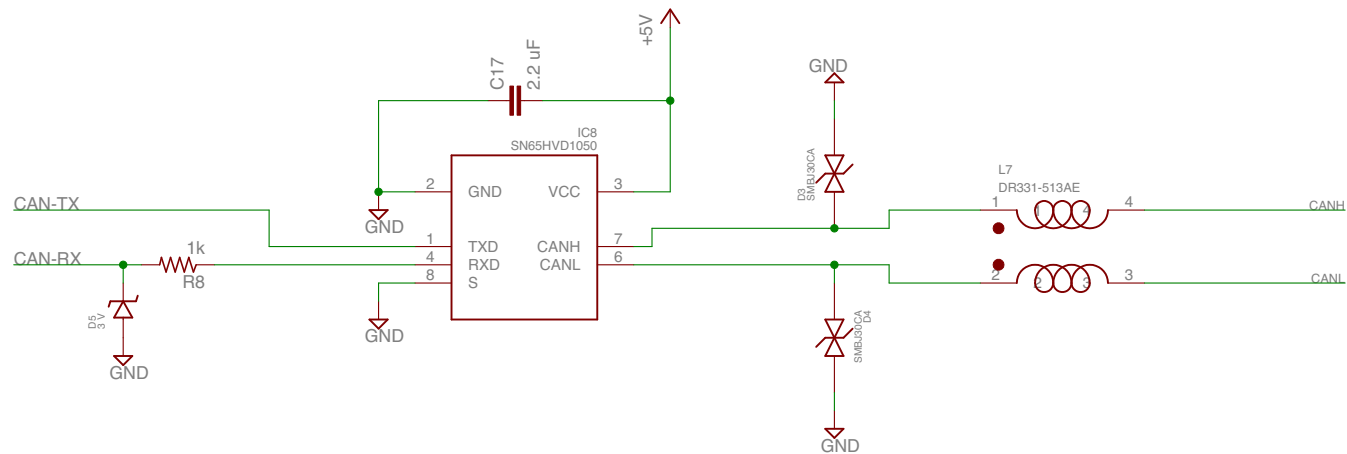 +5V
C17
2.2 uF
GND
IC8
SN65HVD1050
D3
SMBJ30CA
L7
DR331-513AE
2 GND VCC 3
CAN-TX
GND
1 1 4 4
CANH
1 TXD CANH 7
CAN-RX
1k
R8
4 RXD CANL 6
8 S
2 2 3 3
CANL
D5
3 V
GND
SMBJ30CA
D4
GND
GND